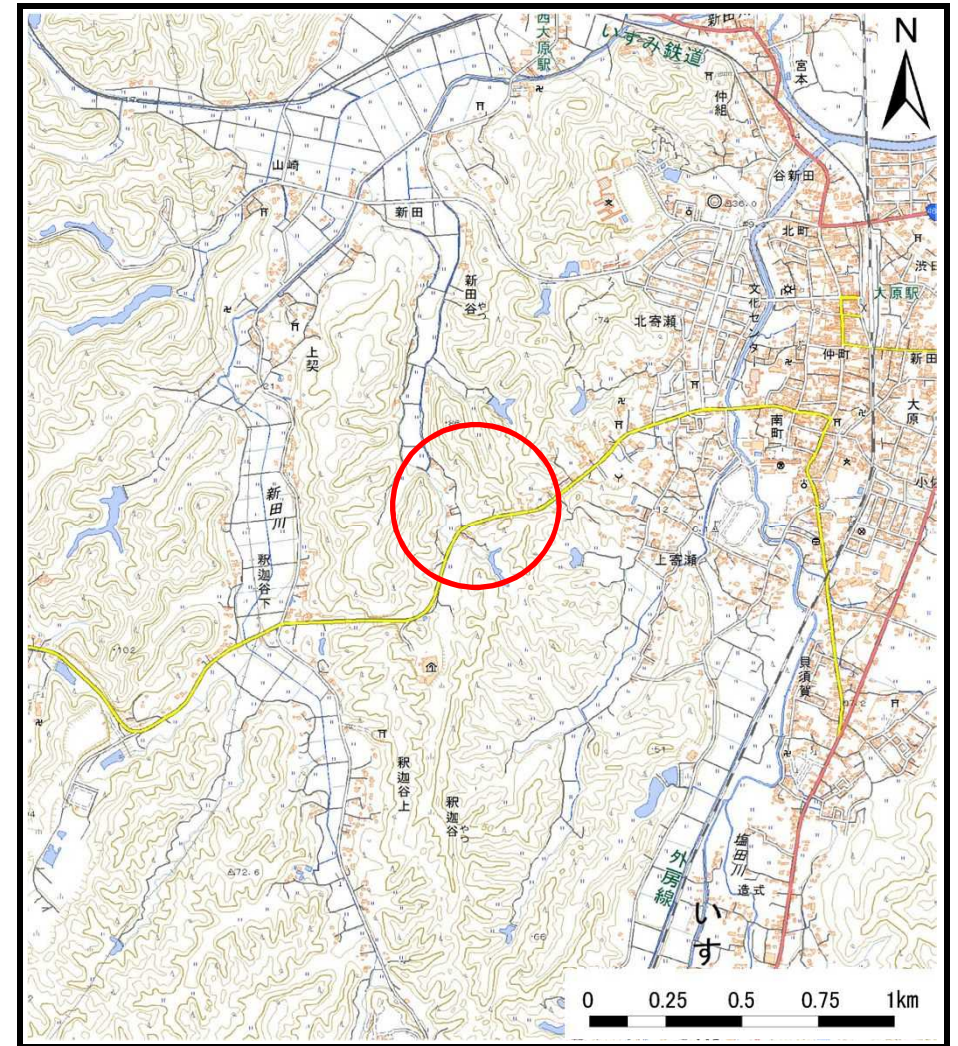 新田川
N
西大原駅
いすみ鉄道
宮本
仲組
山崎
谷新田
新田
北町
新田谷
やつ
大原駅
文化センター
北寄瀬
仲町
新田
上契
大原
南町
新田川
上寄瀬
釈迦谷下
貝須賀
釈迦谷上
釈迦谷
やつ
72.6
外房線
塩田川
造式
いす
0 0.25 0.5 0.75 1km